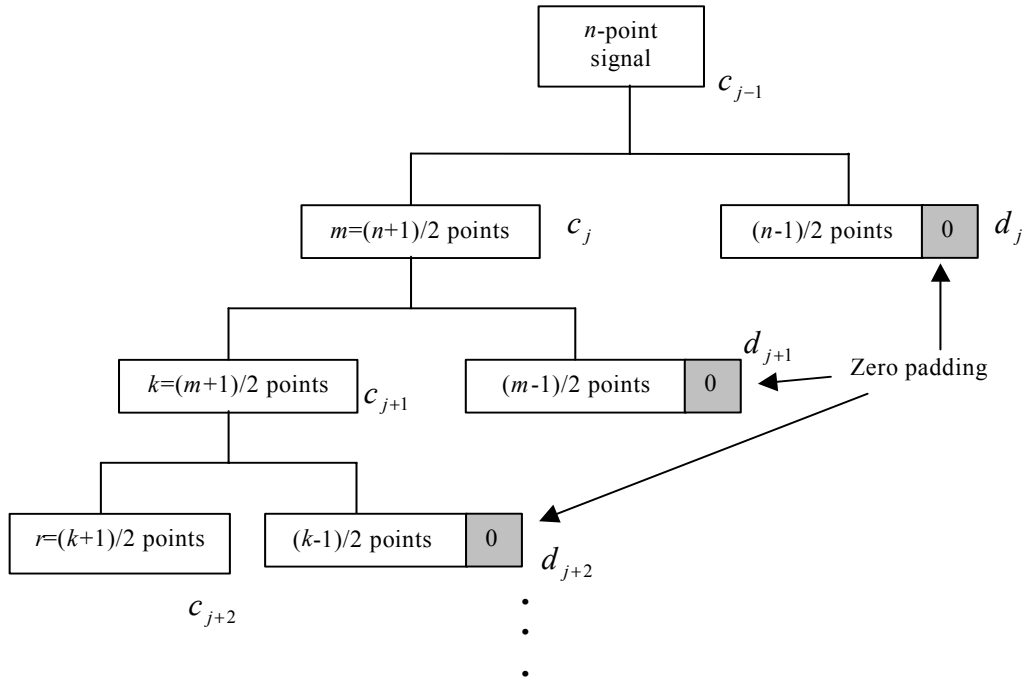 n-point
signal
c_{j-1}
m=(n+1)/2 points
c_j
(n-1)/2 points
0
d_j
k=(m+1)/2 points
c_{j+1}
(m-1)/2 points
0
d_{j+1}
Zero padding
r=(k+1)/2 points
c_{j+2}
(k-1)/2 points
0
d_{j+2}